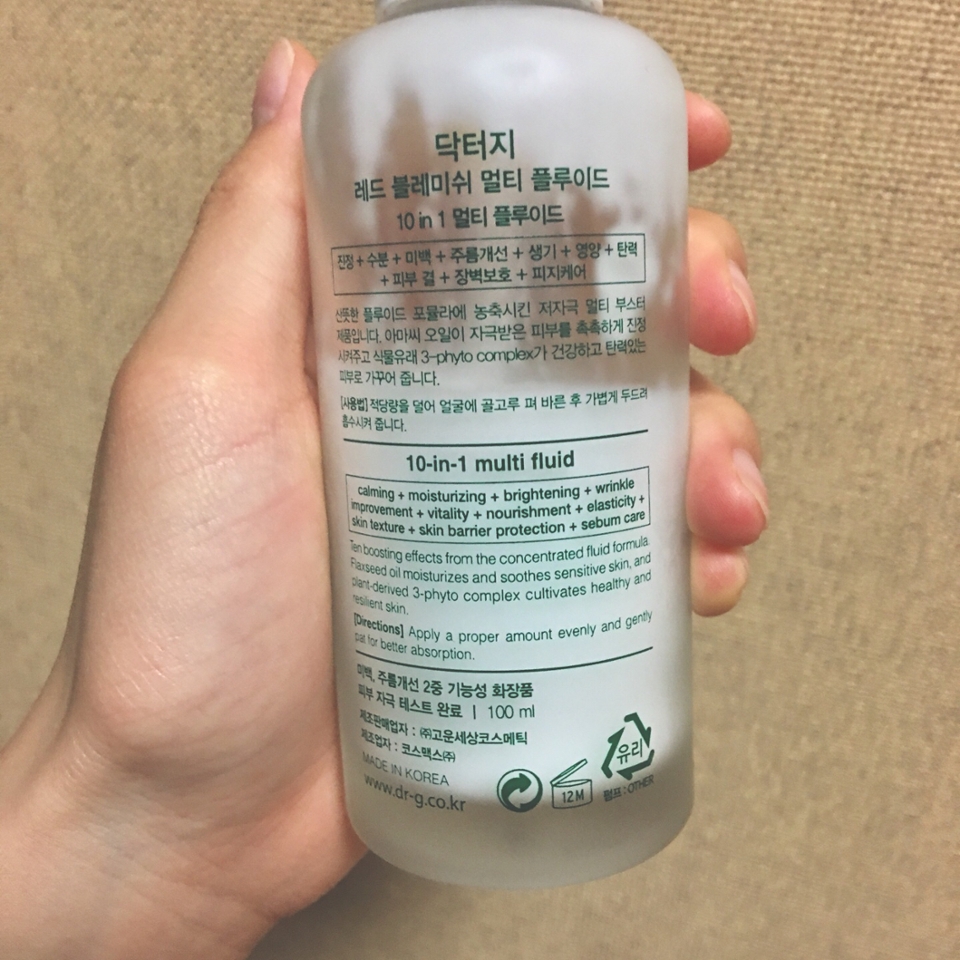 닥터지
레드 블레미쉬 멀티 플루이드
10 in 1 멀티 플루이드
진정 + 수분 + 미백 + 주름개선 + 생기 + 영양 + 탄력
+ 피부 결 + 장벽보호 + 피지케어
산뜻한 플루이드 포뮬라에 농축시킨 저자극 멀티 부스터
제품입니다. 아마씨 오일이 자극받은 피부를 촉촉하게 진정
시켜주고 식물유래 3-phyto complex가 건강하고 탄력있는
피부로 가꾸어 줍니다.
[사용법] 적당량을 덜어 얼굴에 골고루 펴 바른 후 가볍게 두드려
흡수시켜 줍니다.
10-in-1 multi fluid
calming + moisturizing + brightening + wrinkle
improvement + vitality + nourishment + elasticity +
skin texture + skin barrier protection + sebum care
Ten boosting effects from the concentrated fluid formula.
Flaxseed oil moisturizes and soothes sensitive skin, and
plant-derived 3-phyto complex cultivates healthy and
resilient skin.
[Directions] Apply a proper amount evenly and gently
pat for better absorption.
미백, 주름개선 2중 기능성 화장품
피부 자극 테스트 완료 | 100 ml
제조판매업자 : ㈜고운세상코스메틱
제조업자 : 코스맥스㈜
MADE IN KOREA
www.dr-g.co.kr
12M
유리
펌프 : OTHER